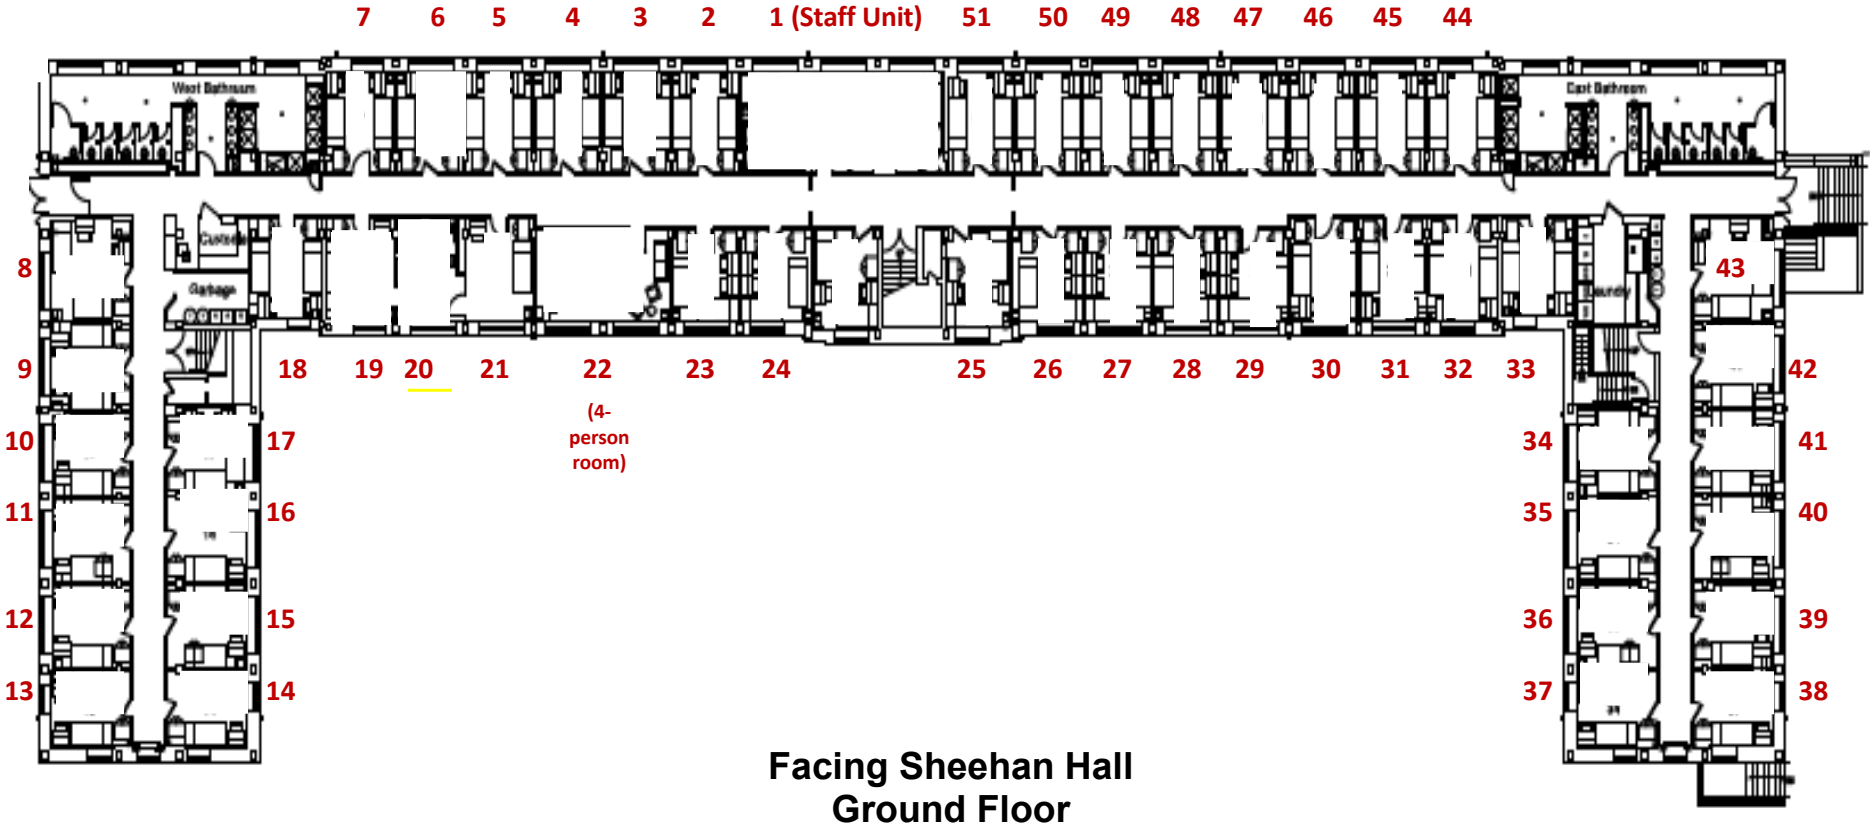 7 6 5 4 3 2 1 (Staff Unit) 51 50 49 48 47 46 45 44
West Bathroom
East Bathroom
8
Garbage
43
9
18 19 20 21 22 23 24 25 26 27 28 29 30 31 32 33
42
(4-
person
room)
10 17 34 41
11 16 35 40
12 15 36 39
13 14 37 38
Facing Sheehan Hall
Ground Floor